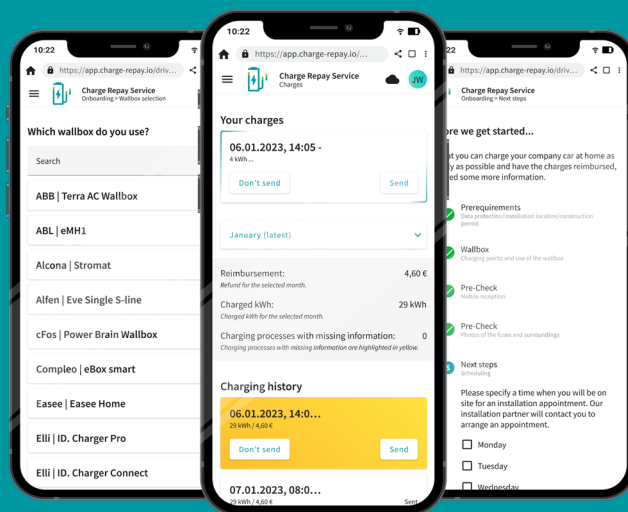 10:22
https://app.charge-repay.io/driv...
Charge Repay Service
Onboarding > Wallbox selection
Which wallbox do you use?
Search
ABB | Terra AC Wallbox
ABL | eMH1
Alcona | Stromat
Alfen | Eve Single S-line
cFos | Power Brain Wallbox
Compleo | eBox smart
Easee | Easee Home
Elli | ID. Charger Pro
Elli | ID. Charger Connect
10:22
https://app.charge-repay.io/...
Charge Repay Service
Charges
JW
Your charges
06.01.2023, 14:05 -
4 kWh ...
Don't send
Send
January (latest)
Reimbursement: 4,60 €
Refund for the selected month.
Charged kWh: 29 kWh
Charged kWh for the selected month.
Charging processes with missing information: 0
Charging processes with missing information are highlighted in yellow.
Charging history
06.01.2023, 14:0...
29 kWh / 4,60 €
Don't send
Send
07.01.2023, 08:0...
29 kWh / 4,60 €
Sent
22
https://app.charge-repay.io/driv...
Charge Repay Service
Onboarding > Next steps
re we get started...
t you can charge your company car at home as
ly as possible and have the charges reimbursed,
ed some more information.
Prerequirements
Data protection/installation location/construction
permit
Wallbox
Charging points and use of the wallbox
Pre-Check
Mobile reception
Pre-Check
Photos of the fuses and surroundings
5
Next steps
Scheduling
Please specify a time when you will be on
site for an installation appointment. Our
installation partner will contact you to
arrange an appointment.
Monday
Tuesday
Wednesday